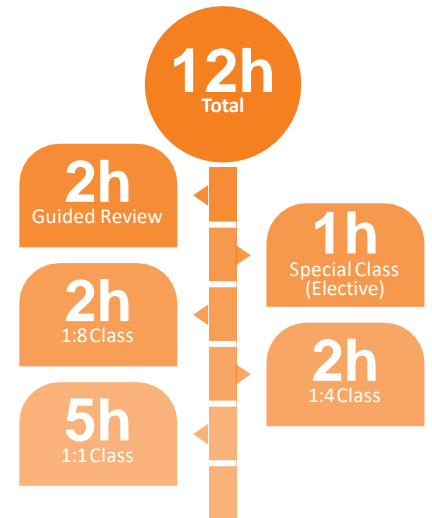 12h
Total
2h
Guided Review
1h
Special Class
(Elective)
2h
1:8 Class
2h
1:4 Class
5h
1:1 Class